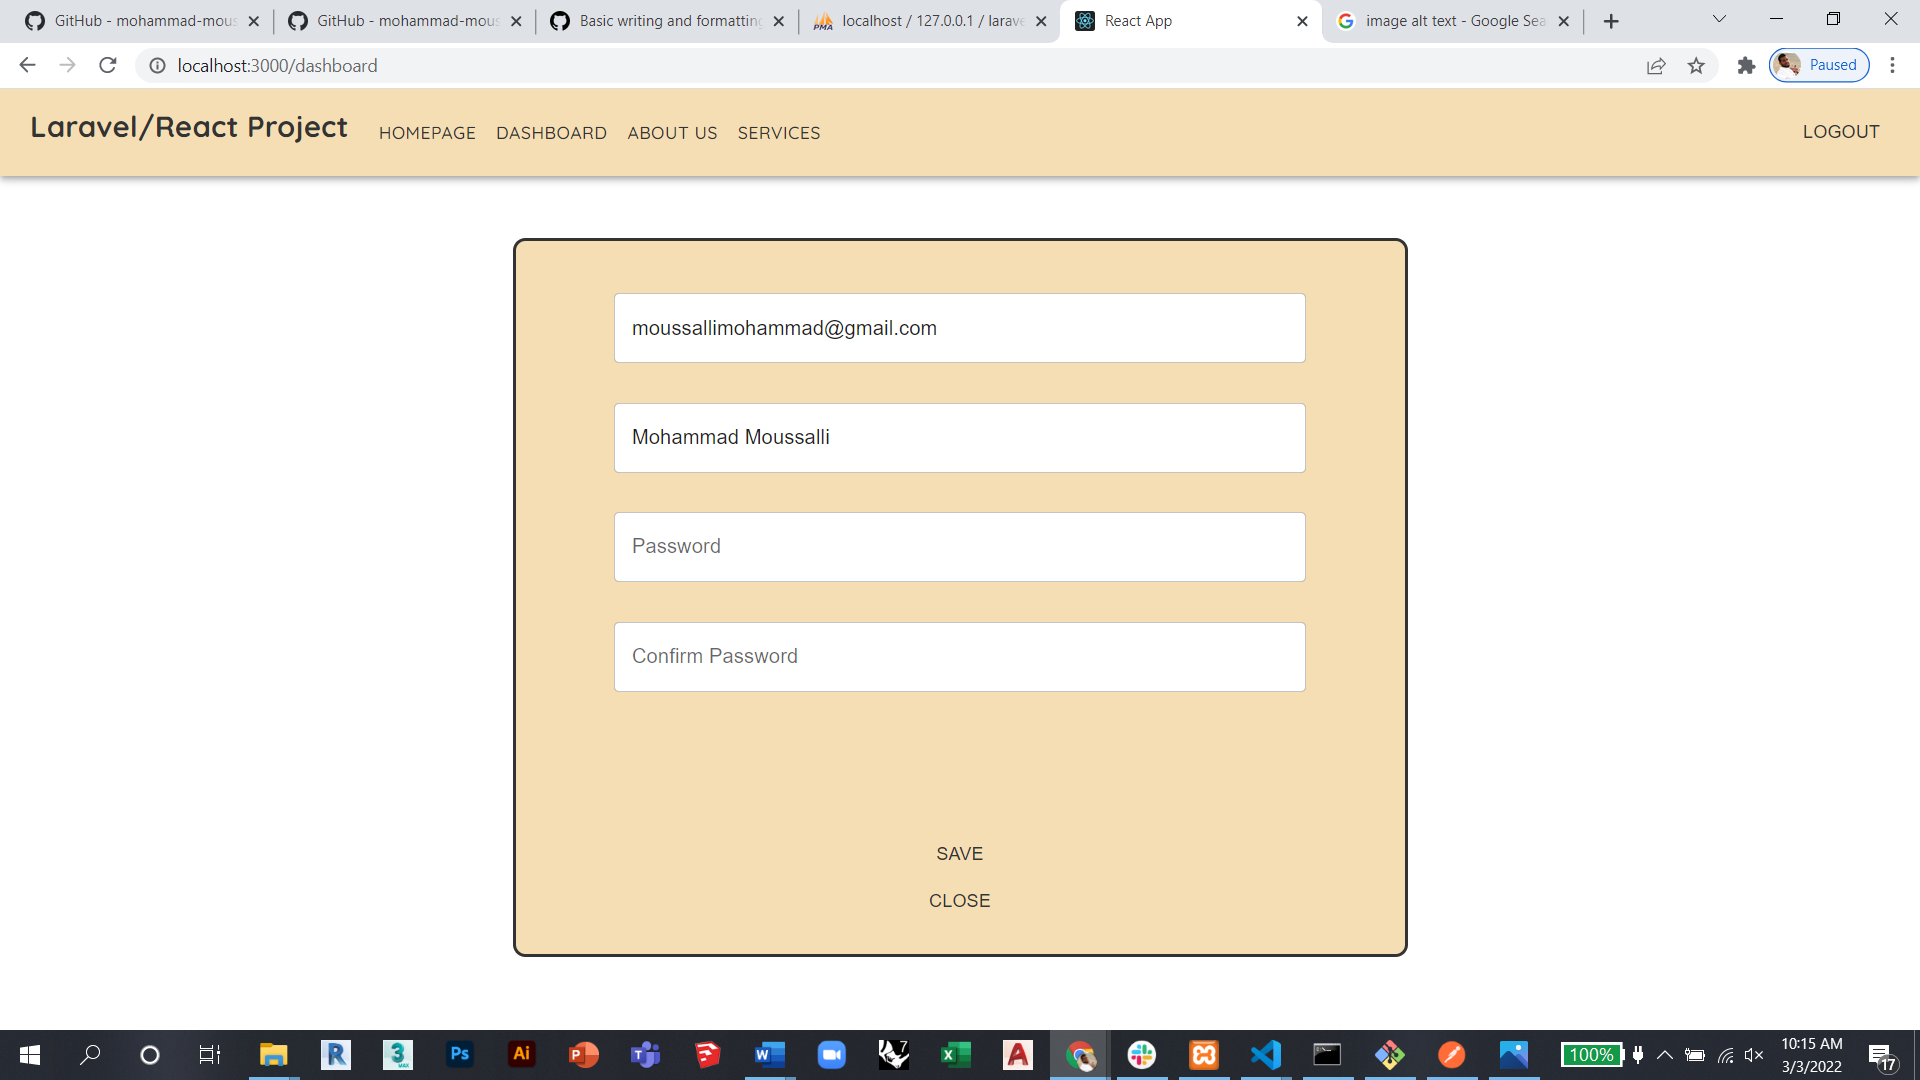 GitHub - mohammad-mous
GitHub - mohammad-mous
Basic writing and formatting
localhost / 127.0.0.1 / larave
React App
image alt text - Google Sea
localhost:3000/dashboard
Paused
Laravel/React Project
HOMEPAGE
DASHBOARD
ABOUT US
SERVICES
LOGOUT
moussallimohammad@gmail.com
Mohammad Moussalli
Password
Confirm Password
SAVE
CLOSE
100%
10:15 AM
3/3/2022
17